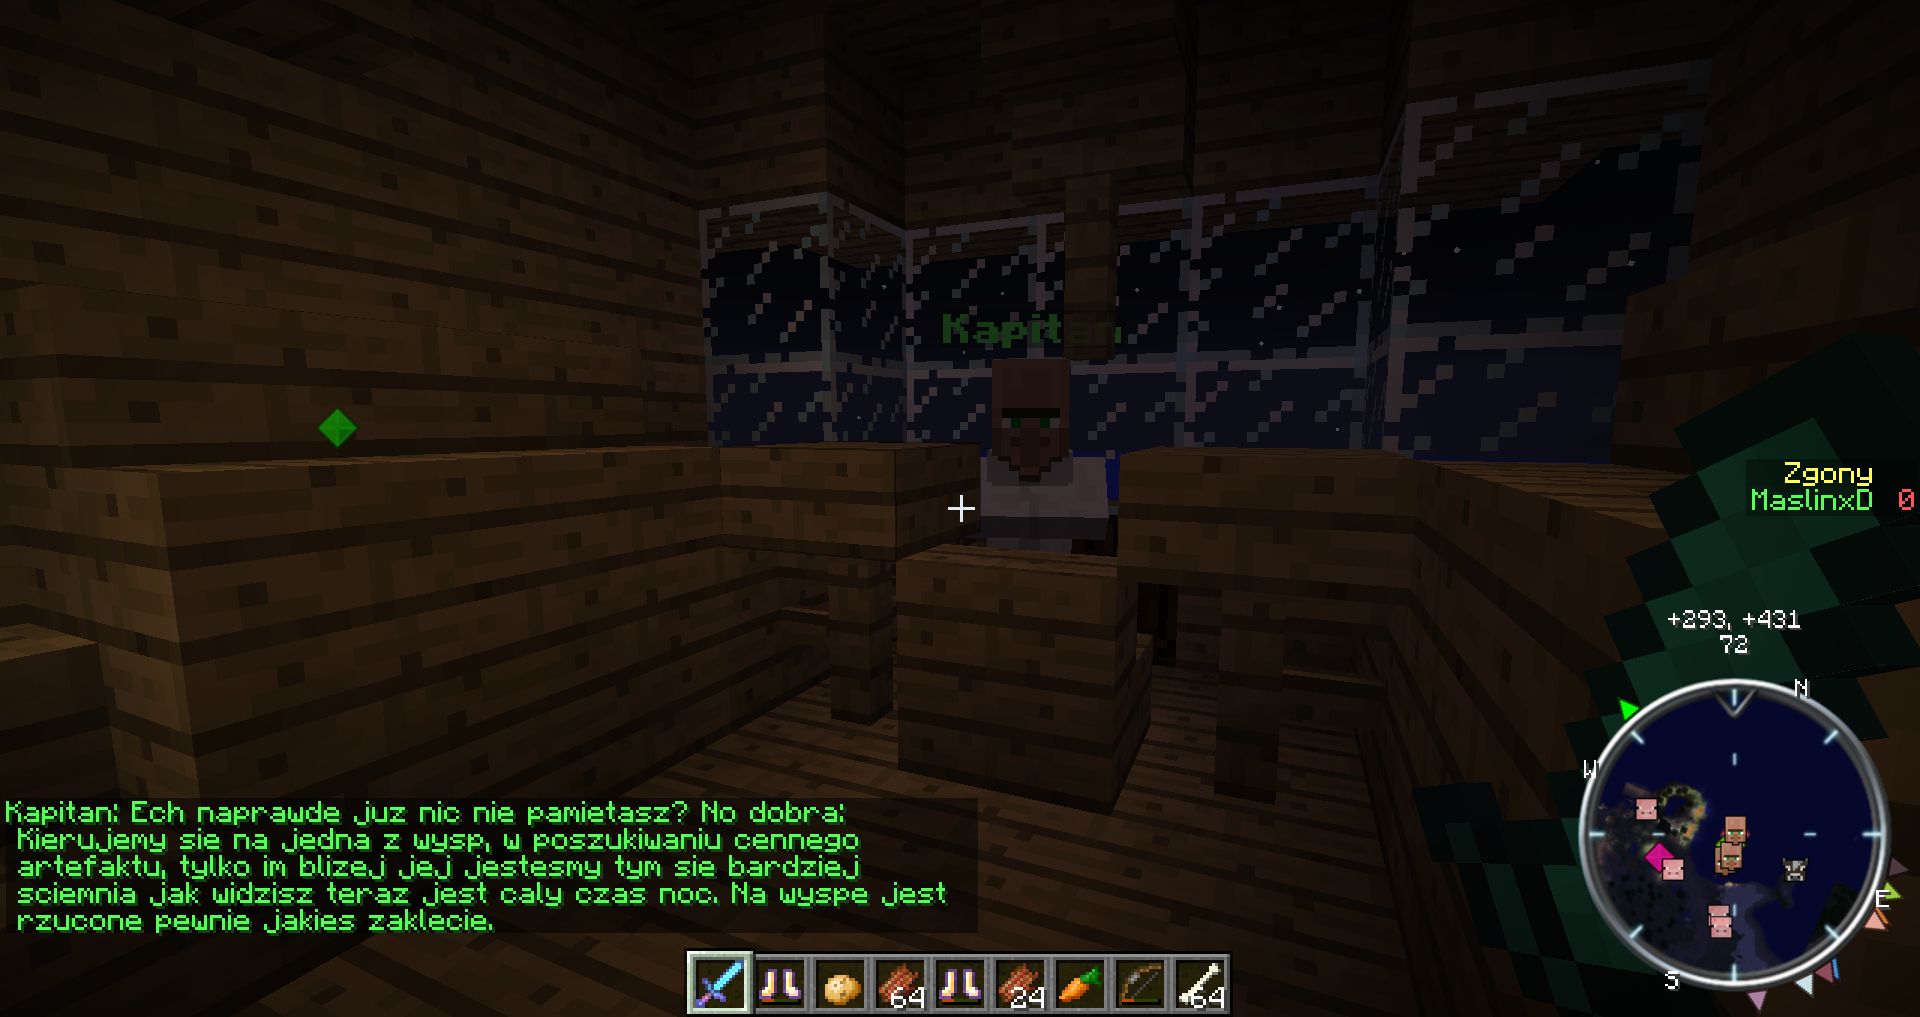 Kapitan
Zgony
MaslinxD 0
+293, +431
72
N
W
E
S
Kapitan: Ech naprawde juz nic nie pamietasz? No dobra:
Kierujemy sie na jedna z wysp, w poszukiwaniu cennego
artefaktu, tylko im blizej jej jestesmy tym sie bardziej
sciemnia jak widzisz teraz jest caly czas noc. Na wyspe jest
rzucone pewnie jakies zaklecie.
64 24 64